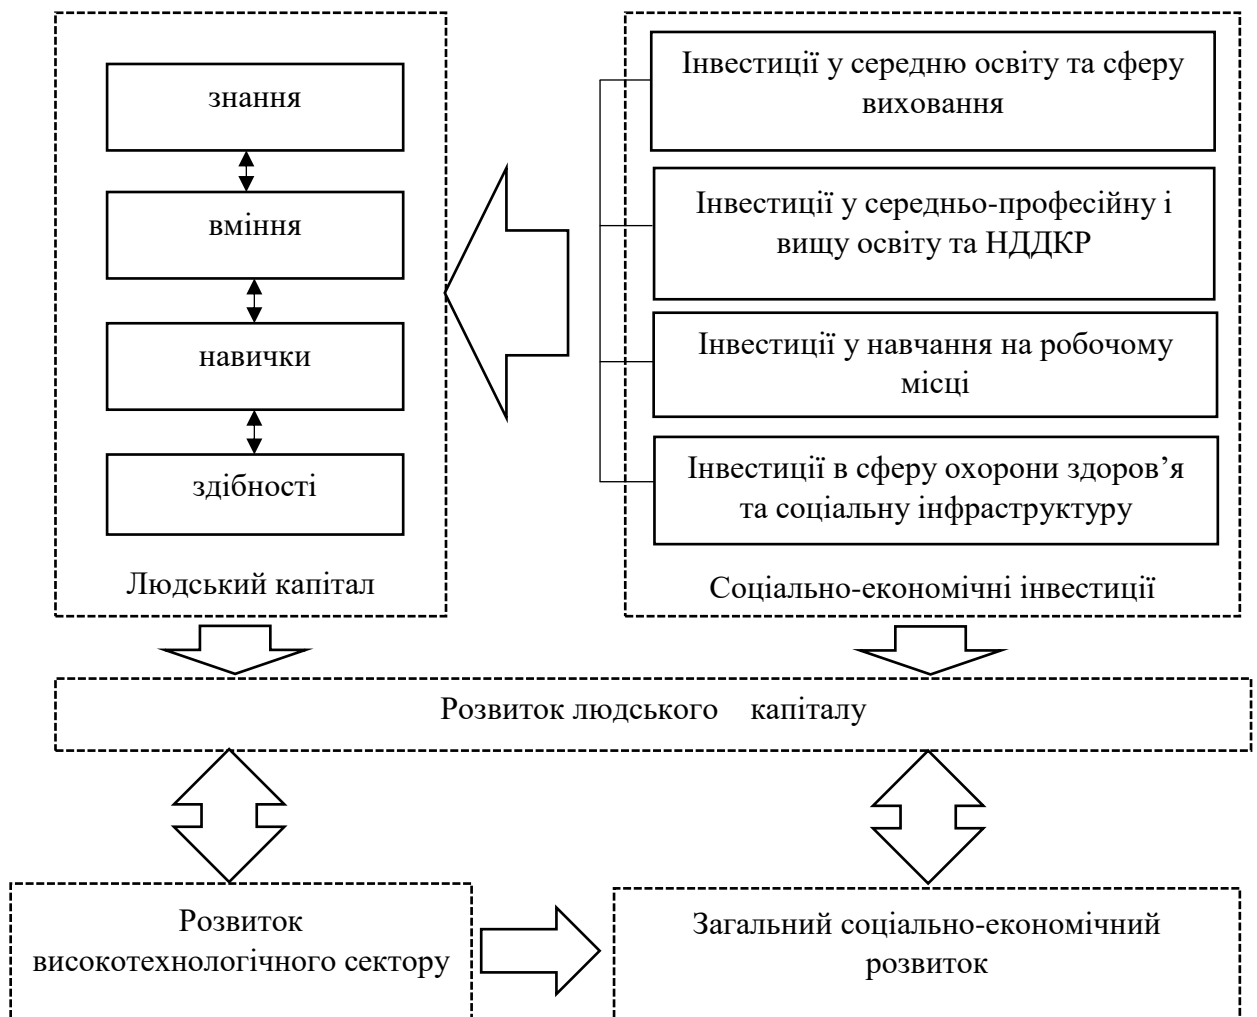 знання
вміння
навички
здібності
Людський капітал
Інвестиції у середню освіту та сферу
виховання
Інвестиції у середньо-професійну і
вищу освіту та НДДКР
Інвестиції у навчання на робочому
місці
Інвестиції в сферу охорони здоров’я
та соціальну інфраструктуру
Соціально-економічні інвестиції
Розвиток людського капіталу
Розвиток
високотехнологічного сектору
Загальний соціально-економічний
розвиток